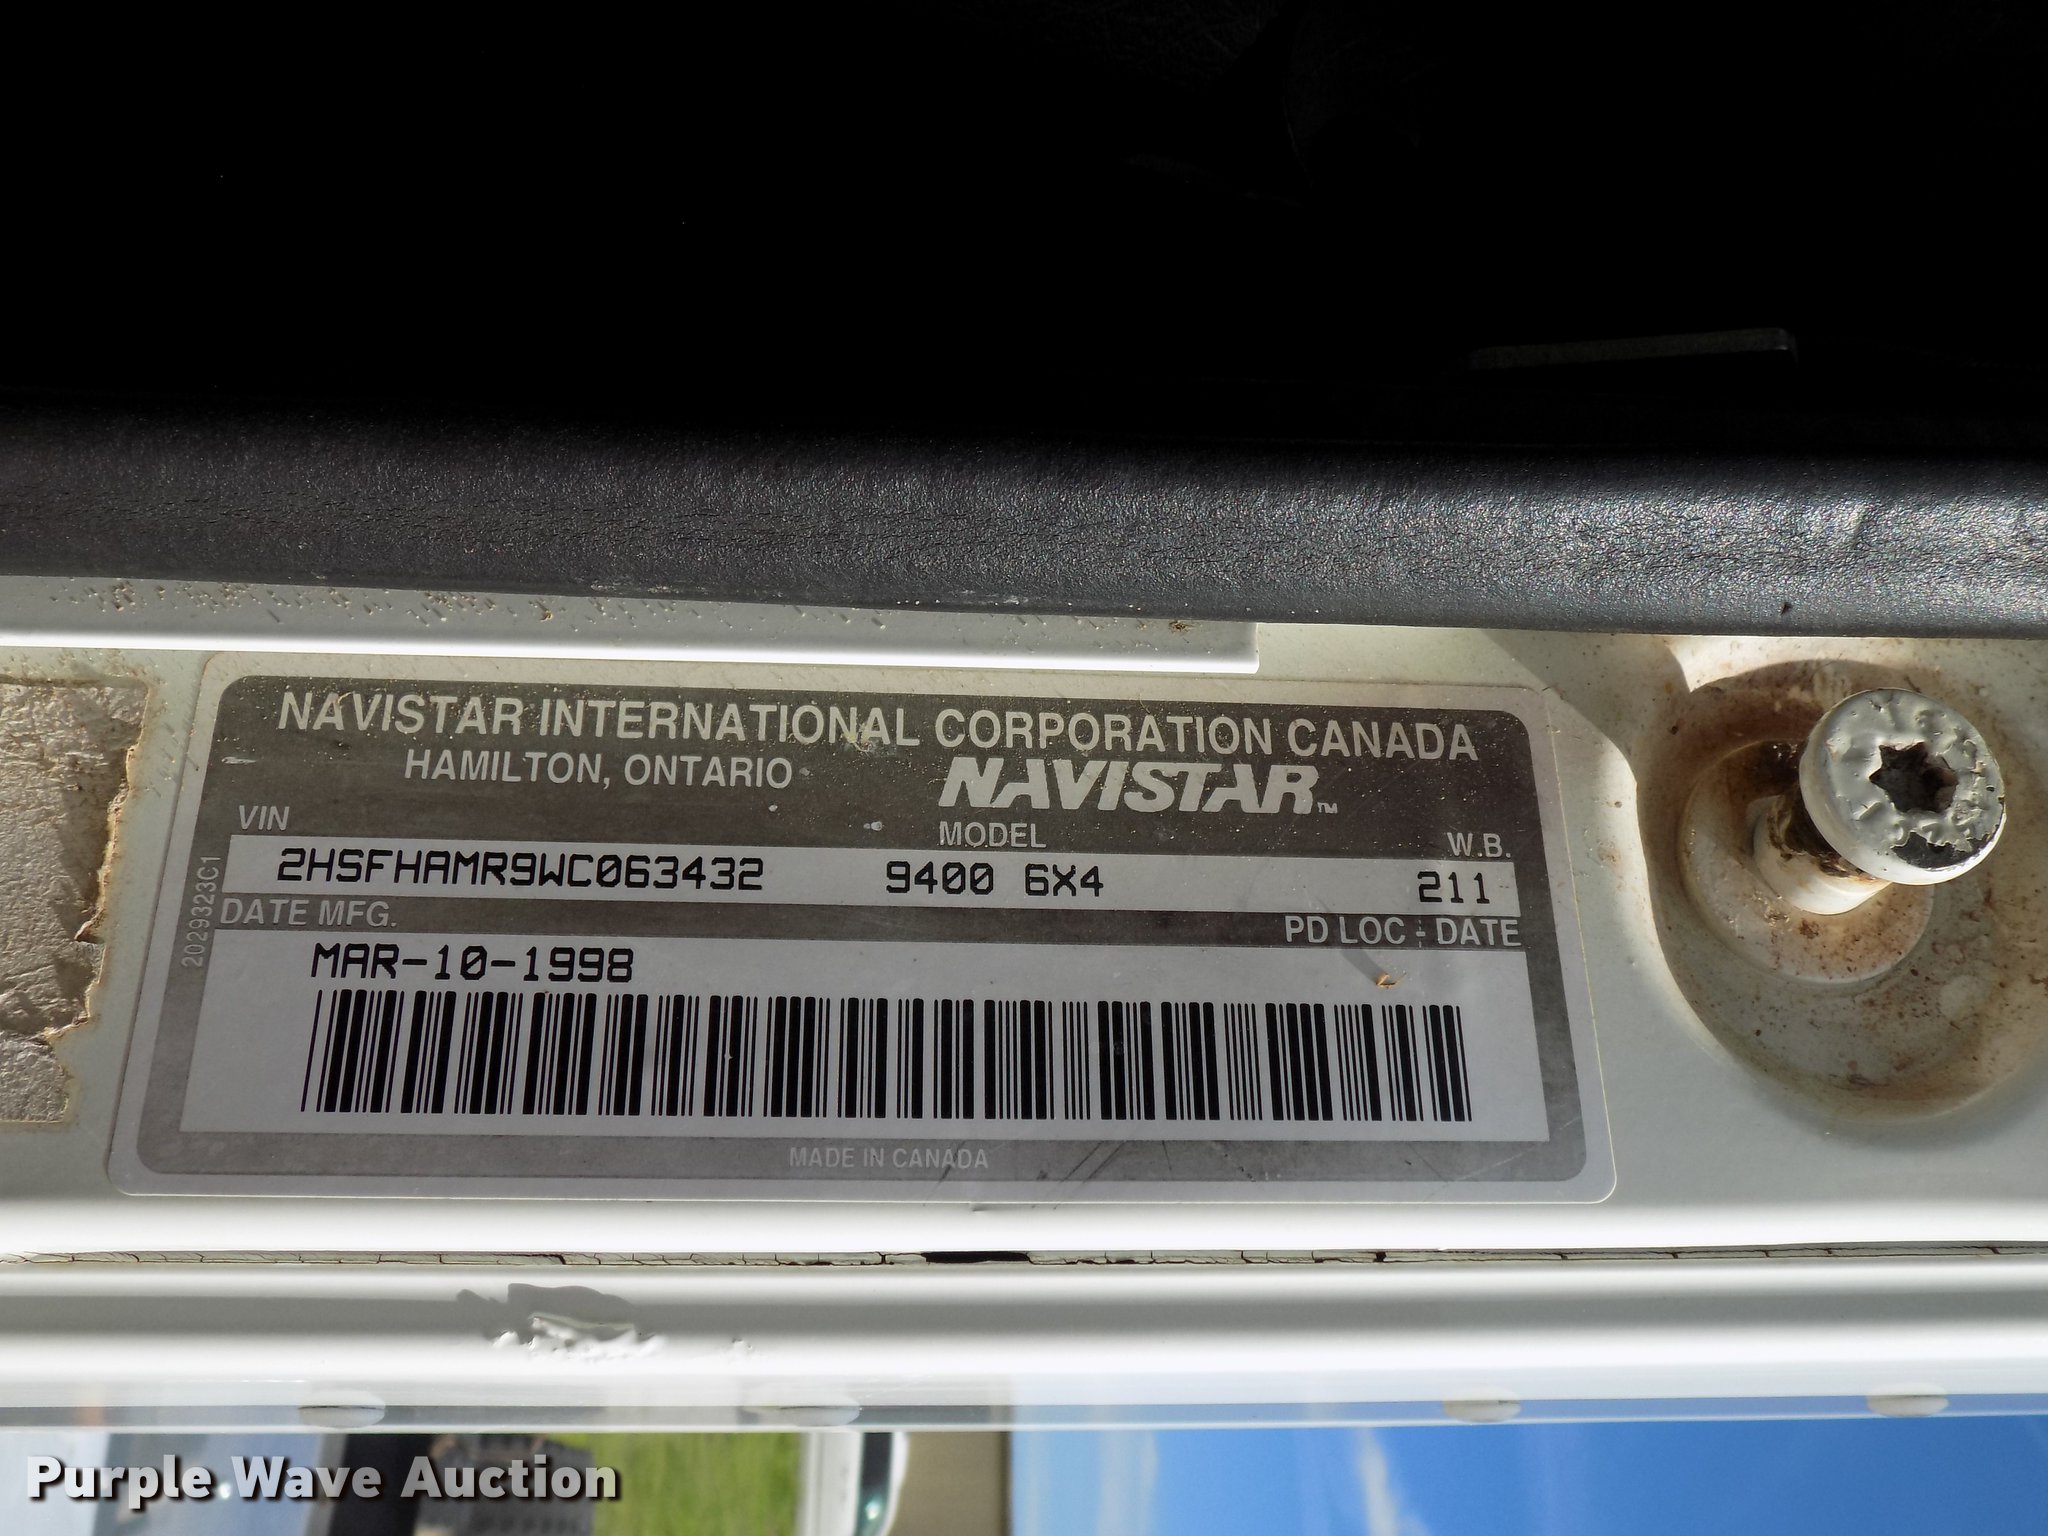 NAVISTAR INTERNATIONAL CORPORATION CANADA
HAMILTON, ONTARIO NAVISTAR™
VIN MODEL W.B.
2HSFHAMR9WC063432 9400 6X4 211
DATE MFG. PD LOC - DATE
MAR-10-1998
2029323C1
MADE IN CANADA
Purple Wave Auction